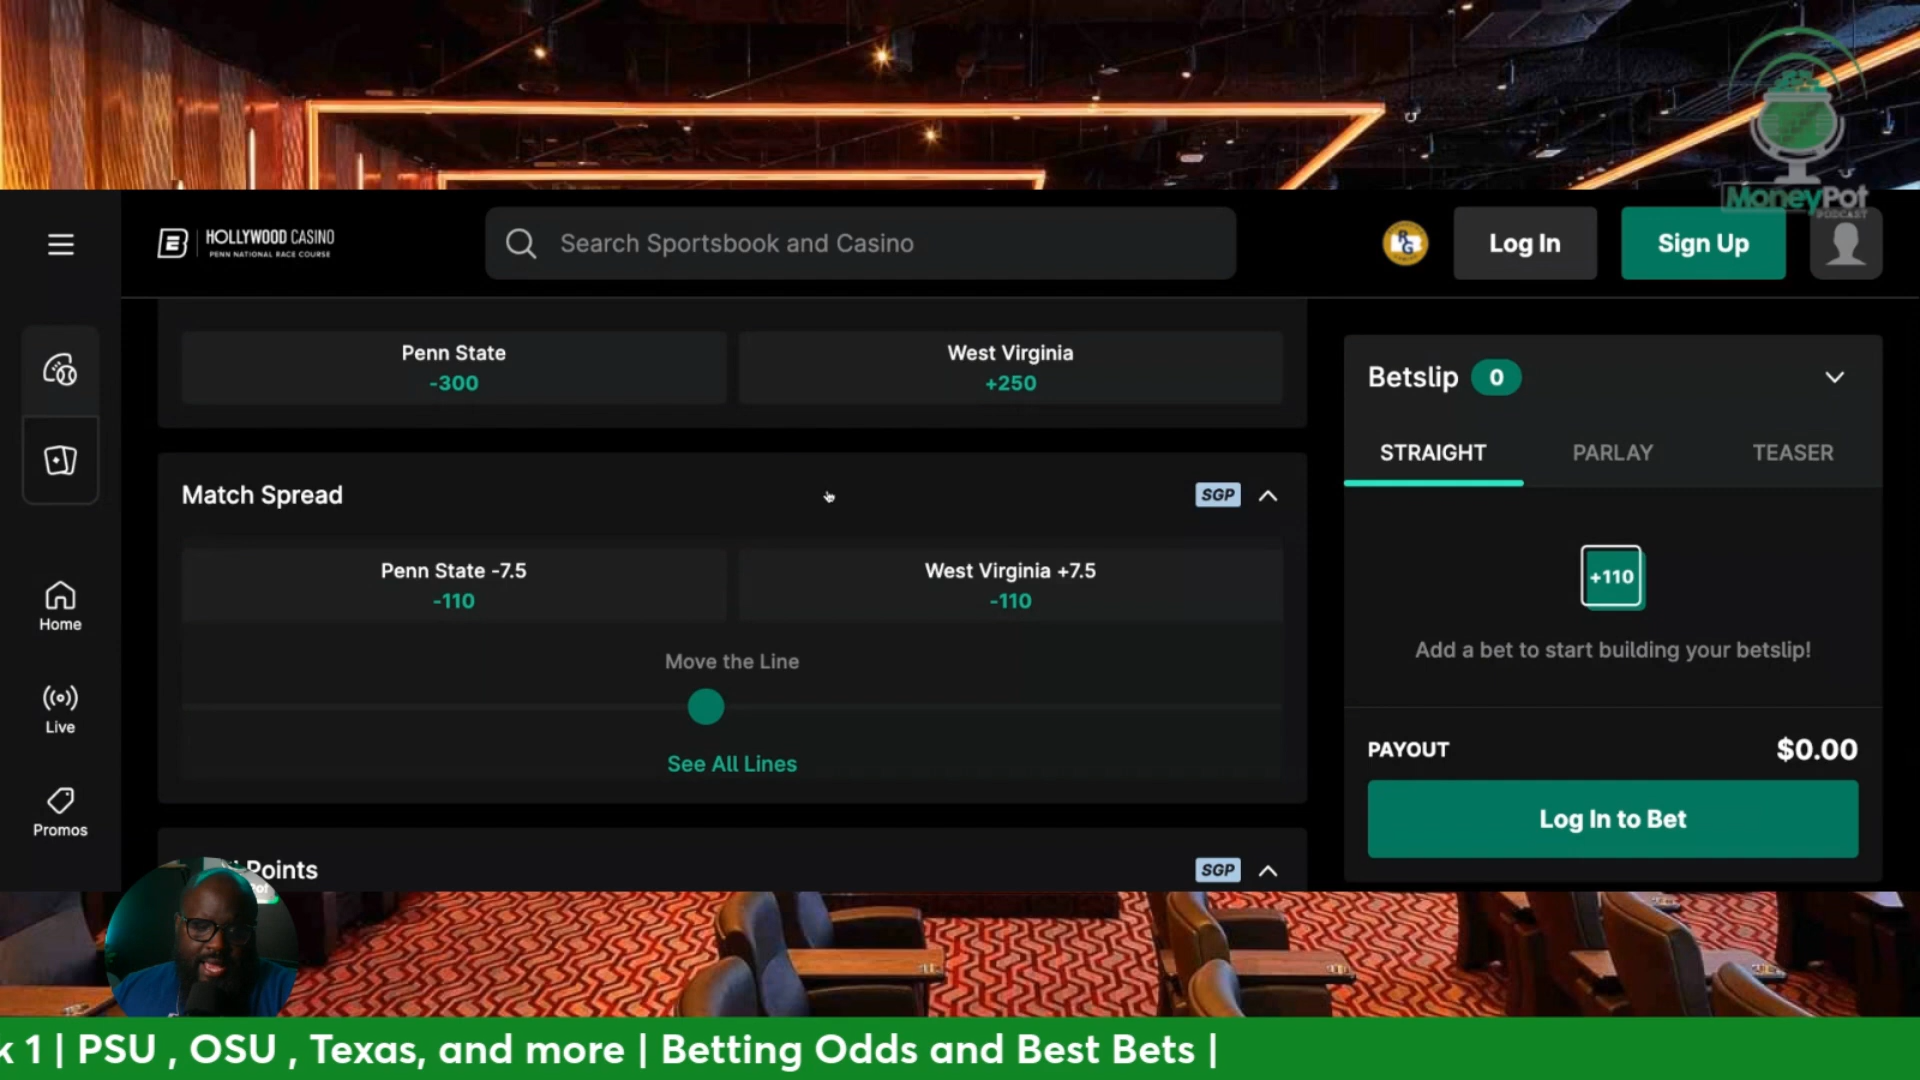 MoneyPot
PODCAST
HOLLYWOOD CASINO
PENN NATIONAL RACE COURSE
Search Sportsbook and Casino
RG
Log In
Sign Up
Penn State
-300
West Virginia
+250
Match Spread
SGP
Penn State -7.5
-110
West Virginia +7.5
-110
Move the Line
See All Lines
Points
SGP
Betslip 0
STRAIGHT
PARLAY
TEASER
+110
Add a bet to start building your betslip!
PAYOUT
$0.00
Log In to Bet
Home
Live
Promos
k 1 | PSU , OSU , Texas, and more | Betting Odds and Best Bets |